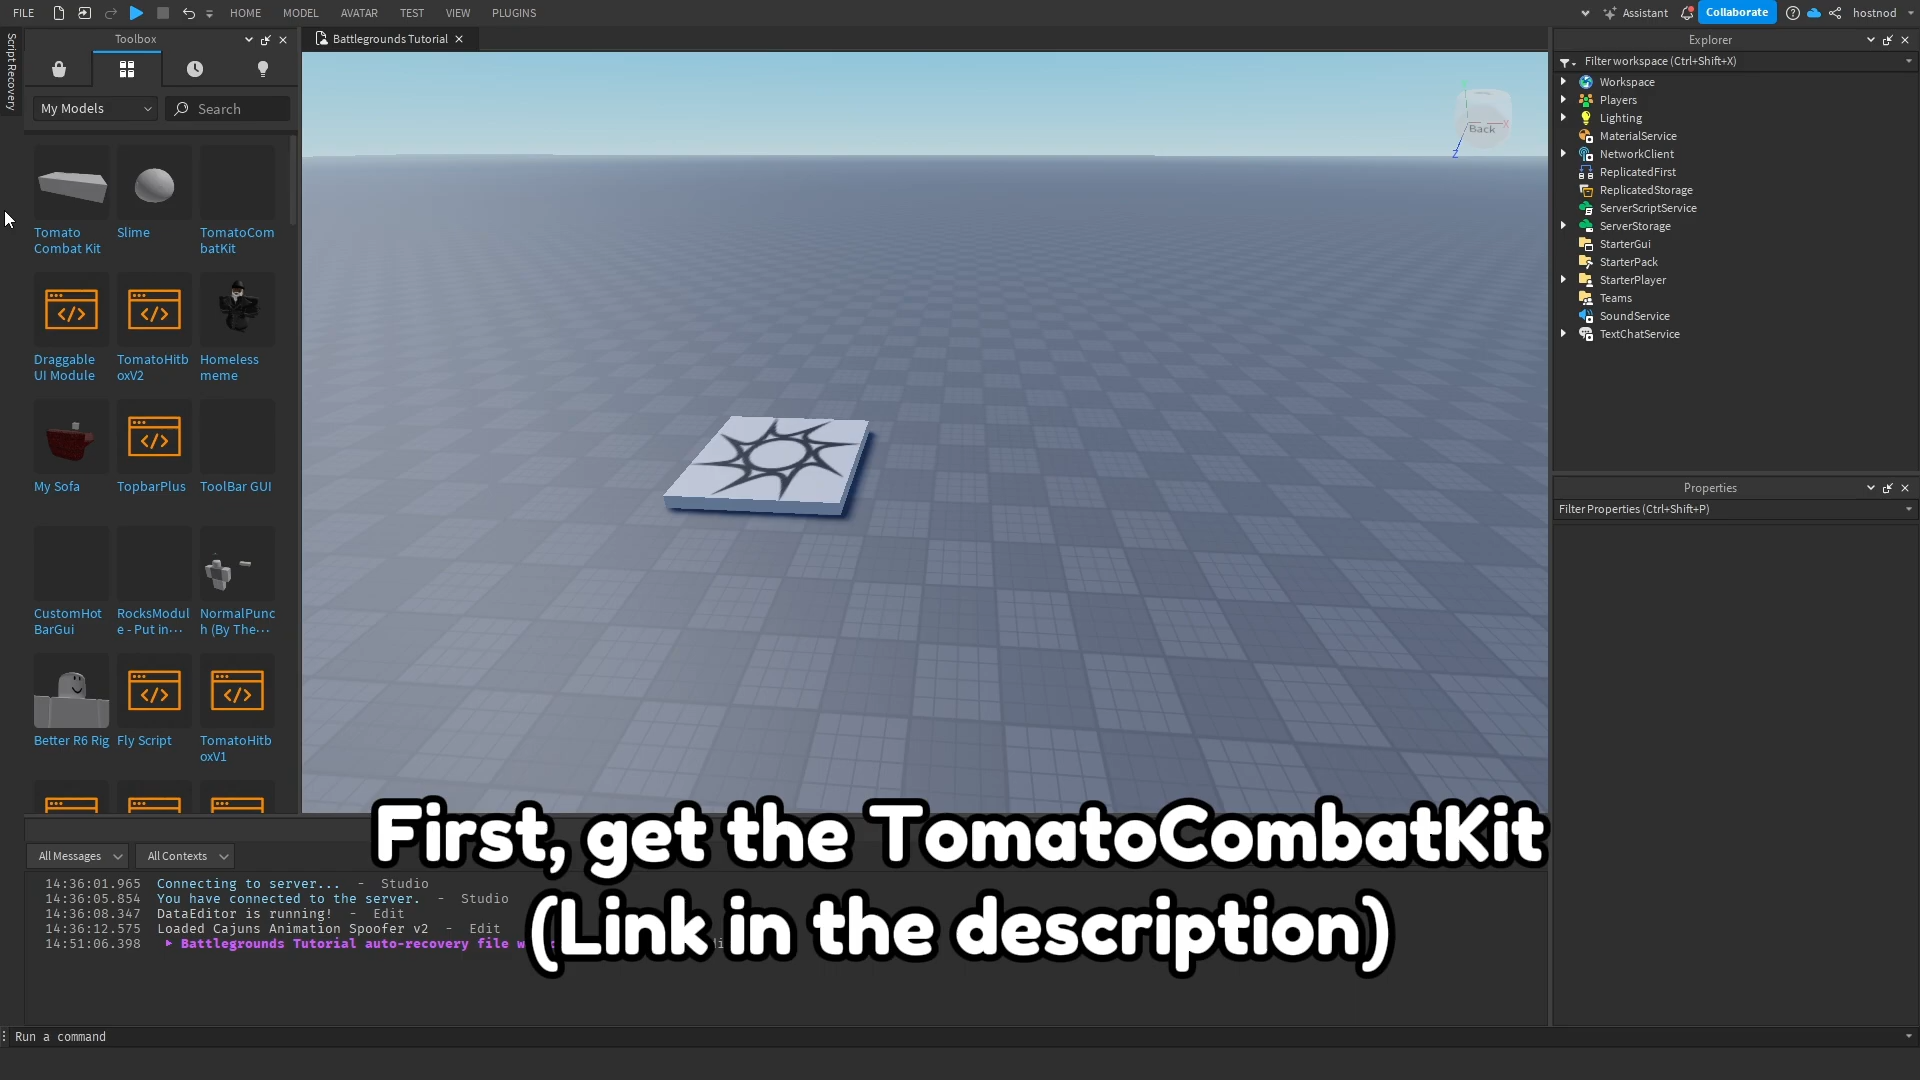 FILE
HOME
MODEL
AVATAR
TEST
VIEW
PLUGINS
Assistant
Collaborate
hostnod
Script Recovery
Toolbox
My Models
Search
Tomato
Combat Kit
Slime
TomatoCom
batKit
Draggable
UI Module
TomatoHitb
oxV2
Homeless
meme
My Sofa
TopbarPlus
ToolBar GUI
CustomHot
BarGui
RocksModul
e - Put in···
NormalPunc
h (By The···
Better R6 Rig
Fly Script
TomatoHitb
oxV1
Battlegrounds Tutorial
Back
X
Z
Explorer
Filter workspace (Ctrl+Shift+X)
Workspace
Players
Lighting
MaterialService
NetworkClient
ReplicatedFirst
ReplicatedStorage
ServerScriptService
ServerStorage
StarterGui
StarterPack
StarterPlayer
Teams
SoundService
TextChatService
Properties
Filter Properties (Ctrl+Shift+P)
First, get the TomatoCombatKit
(Link in the description)
All Messages
All Contexts
14:36:01.965 Connecting to server... - Studio
14:36:05.854 You have connected to the server. - Studio
14:36:08.347 DataEditor is running! - Edit
14:36:12.575 Loaded Cajuns Animation Spoofer v2 - Edit
14:51:06.398 Battlegrounds Tutorial auto-recovery file
Run a command